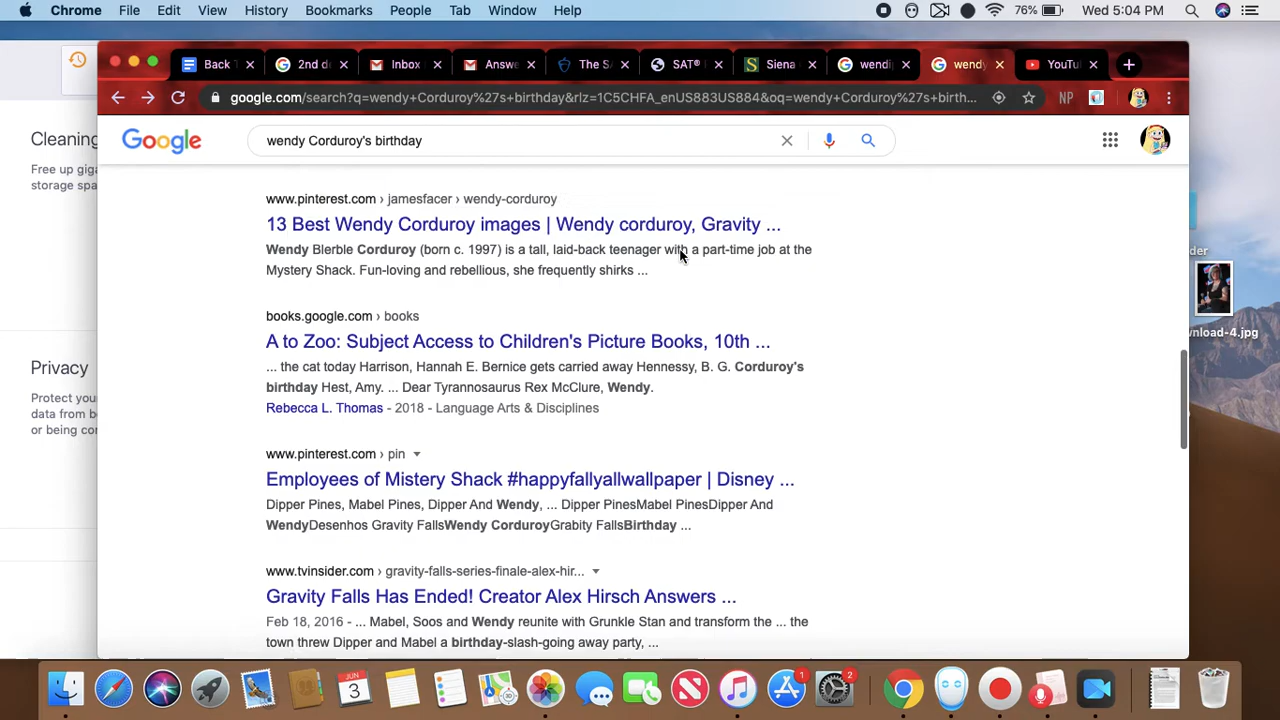 Chrome File Edit View History Bookmarks People Tab Window Help 76% Wed 5:04 PM
Back T 2nd d Inbox Answe The SA SAT® Siena wendi wendy YouTu
google.com/search?q=wendy+Corduroy%27s+birthday&rlz=1C5CHFA_enUS883US884&oq=wendy+Corduroy%27s+birth... NP
Google wendy Corduroy's birthday
Cleaning
Free up giga
storage spa
Privacy
Protect your
data from b
or being co
www.pinterest.com › jamesfacer › wendy-corduroy
13 Best Wendy Corduroy images | Wendy corduroy, Gravity ...
Wendy Blerble Corduroy (born c. 1997) is a tall, laid-back teenager with a part-time job at the
Mystery Shack. Fun-loving and rebellious, she frequently shirks ...
books.google.com › books
A to Zoo: Subject Access to Children's Picture Books, 10th ...
... the cat today Harrison, Hannah E. Bernice gets carried away Hennessy, B. G. Corduroy's
birthday Hest, Amy. ... Dear Tyrannosaurus Rex McClure, Wendy.
Rebecca L. Thomas - 2018 - Language Arts & Disciplines
www.pinterest.com › pin
Employees of Mistery Shack #happyfallyallwallpaper | Disney ...
Dipper Pines, Mabel Pines, Dipper And Wendy, ... Dipper PinesMabel PinesDipper And
WendyDesenhos Gravity FallsWendy CorduroyGrabity FallsBirthday ...
www.tvinsider.com › gravity-falls-series-finale-alex-hir...
Gravity Falls Has Ended! Creator Alex Hirsch Answers ...
Feb 18, 2016 - ... Mabel, Soos and Wendy reunite with Grunkle Stan and transform the ... the
town threw Dipper and Mabel a birthday-slash-going away party, ...
der
wnload-4.jpg
JUN
3
1
2